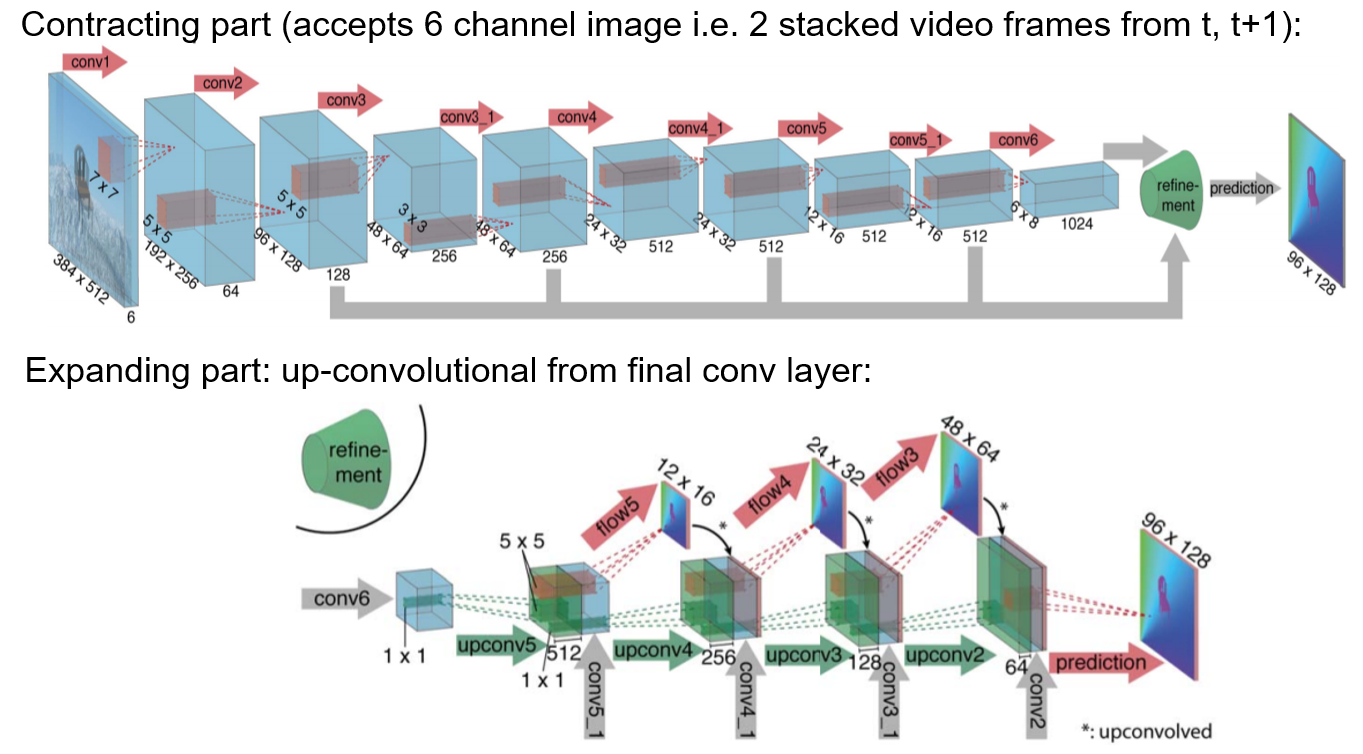 Contracting part (accepts 6 channel image i.e. 2 stacked video frames from t, t+1):
conv1
conv2
conv3
conv3_1
conv4
conv4_1
conv5
conv5_1
conv6
7 x 7
5 x 5
5 x 5
3 x 3
384 x 512
6
192 x 256
64
96 x 128
128
48 x 64
256
48 x 64
256
24 x 32
512
24 x 32
512
12 x 16
512
12 x 16
512
6 x 8
1024
refine-
ment
prediction
96 x 128
Expanding part: up-convolutional from final conv layer:
refine-
ment
conv6
1 x 1
upconv5
5 x 5
1 x 1
512
conv5_1
flow5
12 x 16
*
upconv4
256
conv4_1
flow4
24 x 32
*
upconv3
128
conv3_1
flow3
48 x 64
*
upconv2
64
conv2
prediction
96 x 128
*: upconvolved